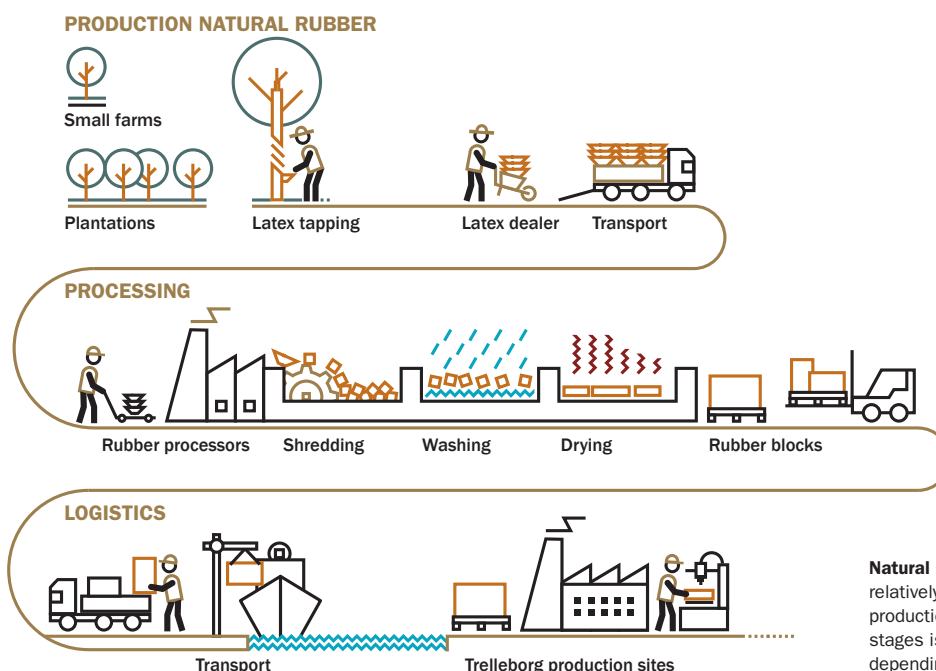 PRODUCTION NATURAL RUBBER
Small farms
Plantations
Latex tapping
Latex dealer
Transport
PROCESSING
Rubber processors
Shredding
Washing
Drying
Rubber blocks
LOGISTICS
Transport
Trelleborg production sites
Natural
relatively
productio
stages is
dependin